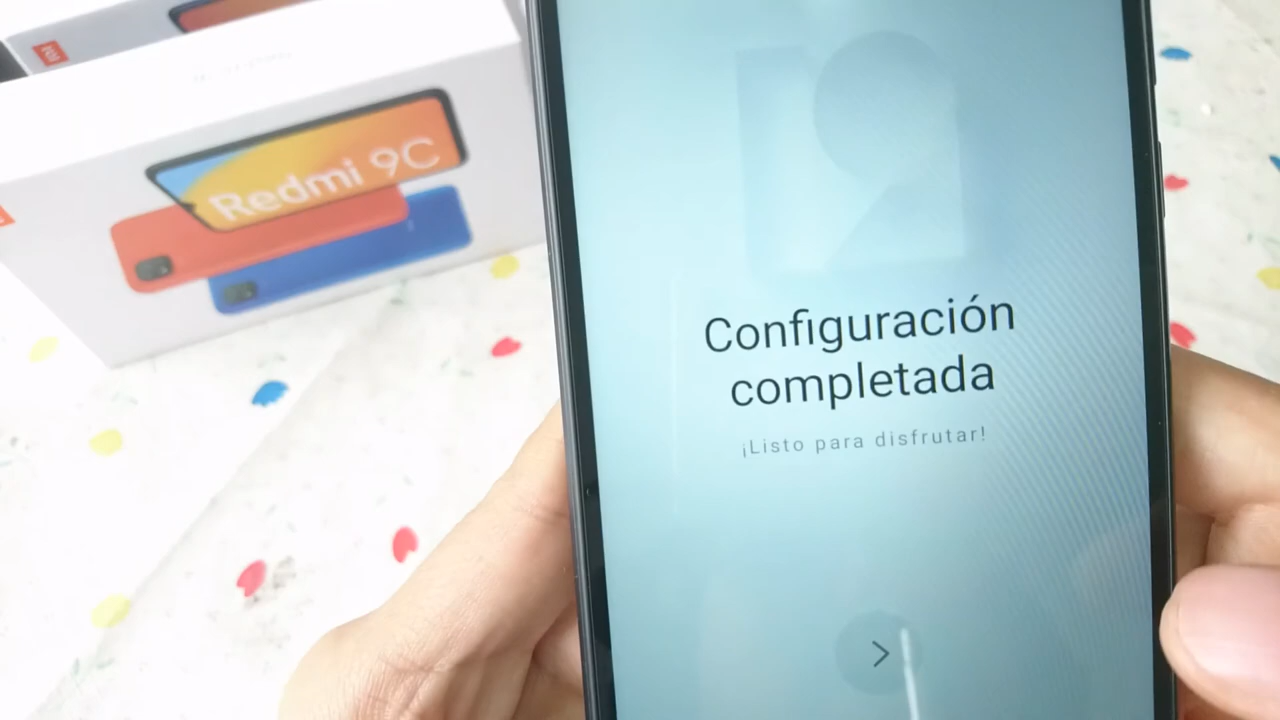 Redmi 9C
Configuración
completada
¡Listo para disfrutar!